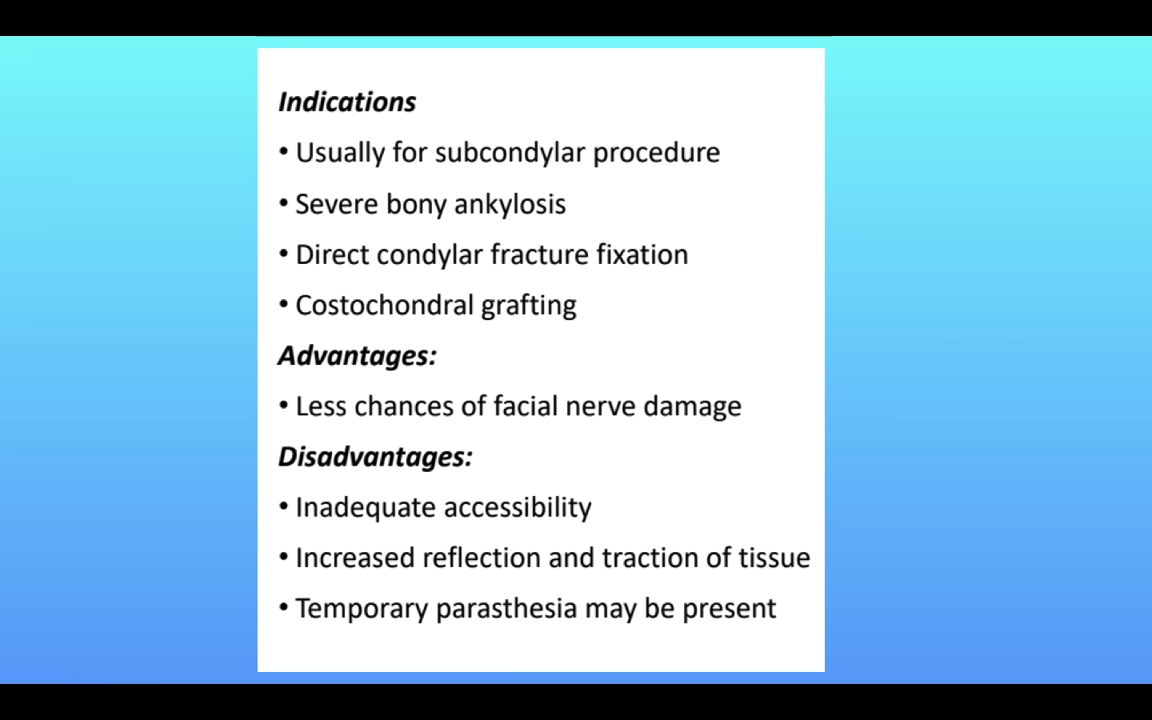 Indications
• Usually for subcondylar procedure
• Severe bony ankylosis
• Direct condylar fracture fixation
• Costochondral grafting
Advantages:
• Less chances of facial nerve damage
Disadvantages:
• Inadequate accessibility
• Increased reflection and traction of tissue
• Temporary parasthesia may be present